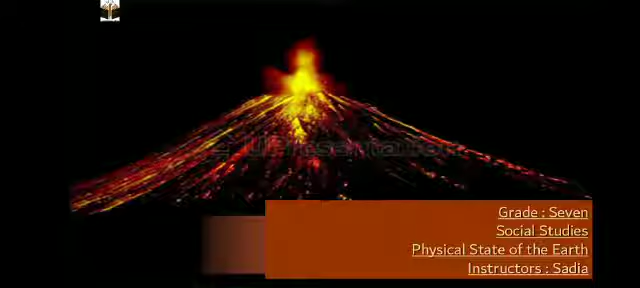 Grade : Seven
Social Studies
Physical State of the Earth
Instructors : Sadia